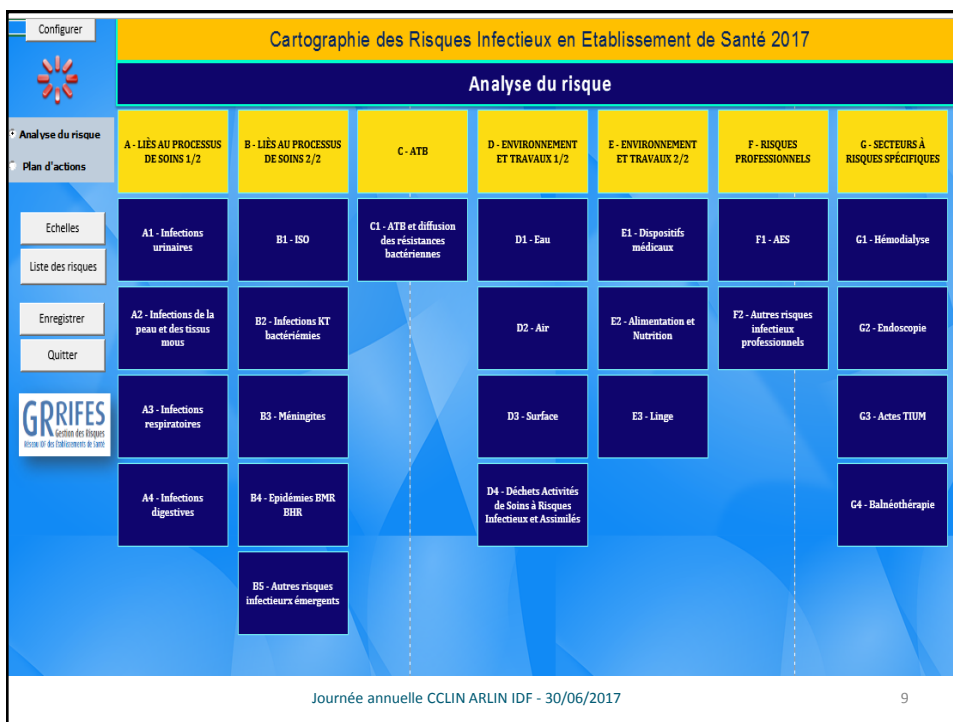 Configurer
Cartographie des Risques Infectieux en Etablissement de Santé 2017
Analyse du risque
Analyse du risque
Plan d'actions
Echelles
Liste des risques
Enregistrer
Quitter
GRRIFES
Gestion des Risques
Réseau IDF des Etablissements de Santé
A - LIÈS AU PROCESSUS
DE SOINS 1/2
B - LIÈS AU PROCESSUS
DE SOINS 2/2
C - ATB
D - ENVIRONNEMENT
ET TRAVAUX 1/2
E - ENVIRONNEMENT
ET TRAVAUX 2/2
F - RISQUES
PROFESSIONNELS
G - SECTEURS À
RISQUES SPÉCIFIQUES
A1 - Infections
urinaires
B1 - ISO
C1 - ATB et diffusion
des résistances
bactériennes
D1 - Eau
E1 - Dispositifs
médicaux
F1 - AES
G1 - Hémodialyse
A2 - Infections de la
peau et des tissus
mous
B2 - Infections KT
bactériémies
D2 - Air
E2 - Alimentation et
Nutrition
F2 - Autres risques
infectieux
professionnels
G2 - Endoscopie
A3 - Infections
respiratoires
B3 - Méningites
D3 - Surface
E3 - Linge
G3 - Actes TIUM
A4 - Infections
digestives
B4 - Epidémies BMR
BHR
D4 - Déchets Activités
de Soins à Risques
Infectieux et Assimilés
G4 - Balnéothérapie
B5 - Autres risques
infectieurx émergents
Journée annuelle CCLIN ARLIN IDF - 30/06/2017
9